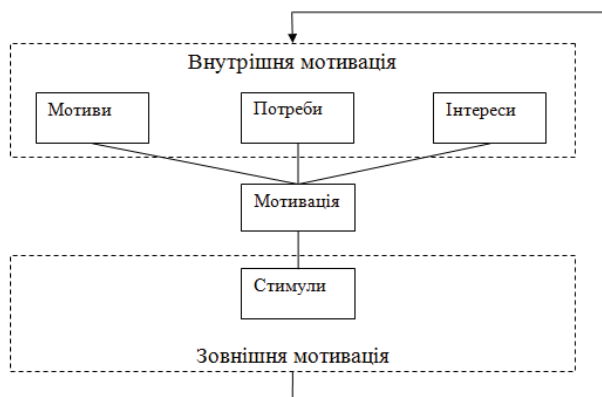 Внутрішня мотивація
Мотиви
Потреби
Інтереси
Мотивація
Стимули
Зовнішня мотивація